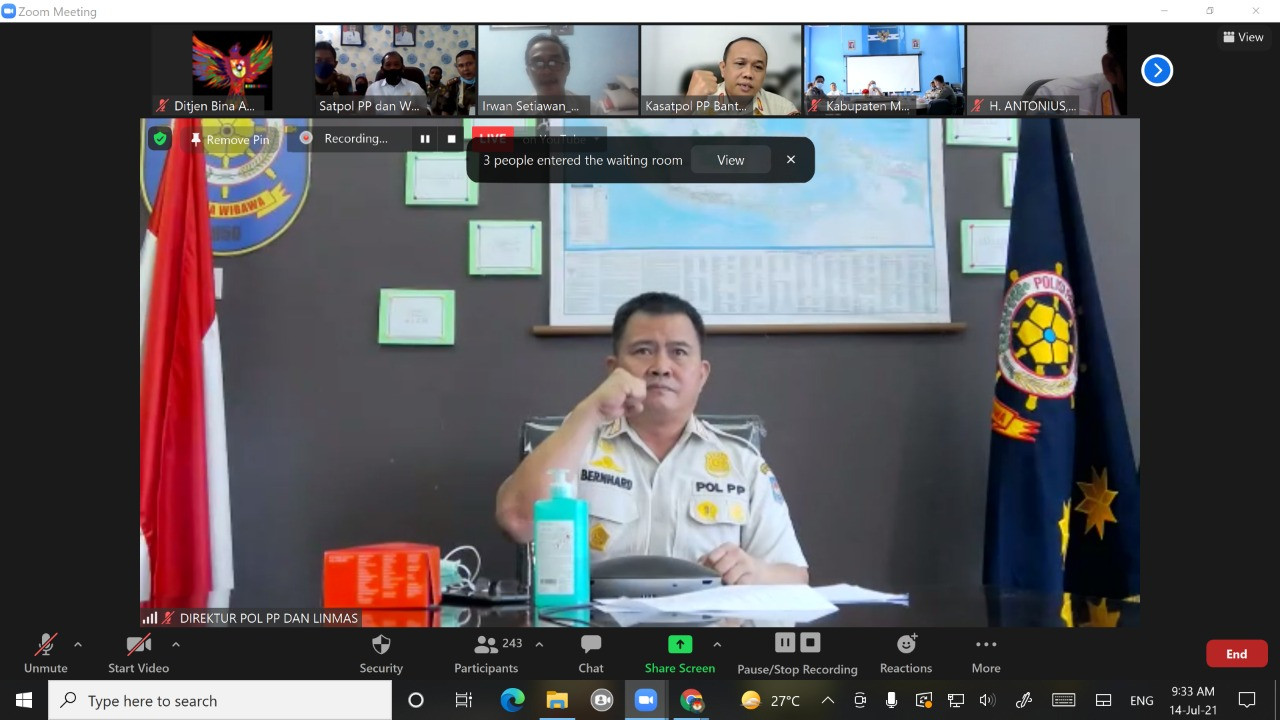 Zoom Meeting
View
Ditjen Bina A...
Satpol PP dan W...
Irwan Setiawan_...
Kasatpol PP Bant...
Kabupaten M...
H. ANTONIUS,...
Remove Pin
Recording...
LIVE
on YouTube
3 people entered the waiting room
View
WIBAWA
1950
POLISI
BERNHARD
POL PP
DIREKTUR POL PP DAN LINMAS
Unmute
Start Video
Security
243
Participants
Chat
Share Screen
Pause/Stop Recording
Reactions
More
End
Type here to search
27°C
ENG
9:33 AM
14-Jul-21